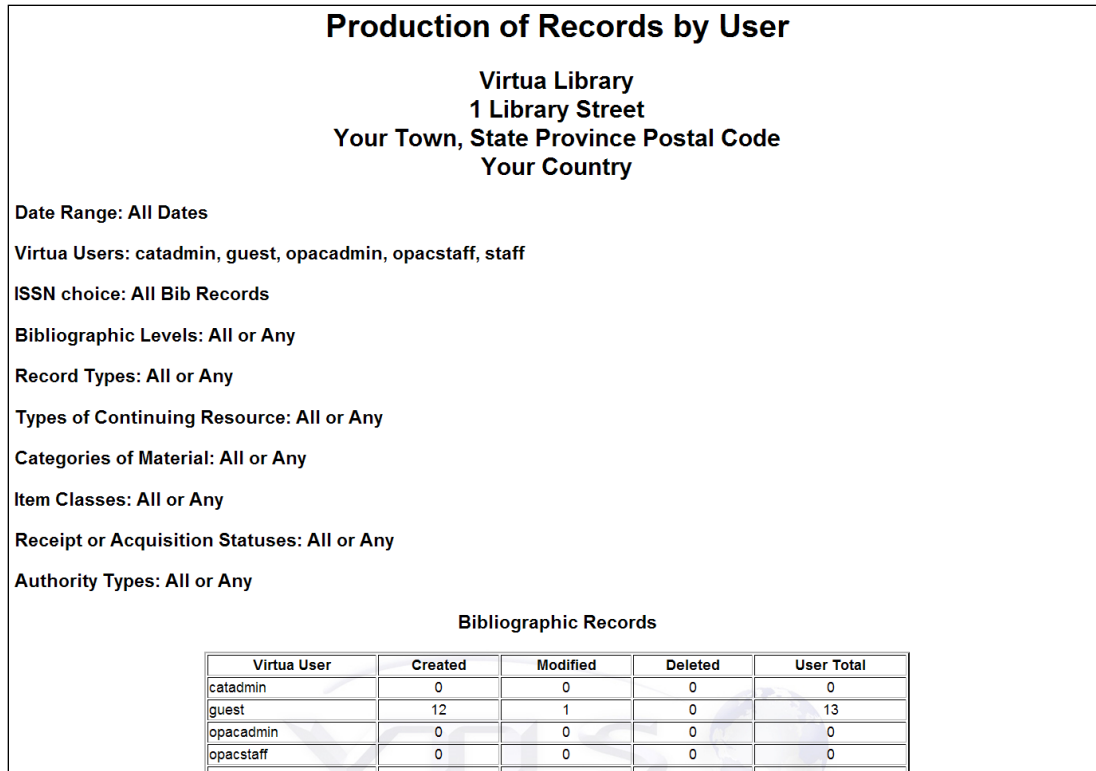 Production of Records by User
Virtua Library
1 Library Street
Your Town, State Province Postal Code
Your Country
Date Range: All Dates
Virtua Users: catadmin, guest, opacadmin, opacstaff, staff
ISSN choice: All Bib Records
Bibliographic Levels: All or Any
Record Types: All or Any
Types of Continuing Resource: All or Any
Categories of Material: All or Any
Item Classes: All or Any
Receipt or Acquisition Statuses: All or Any
Authority Types: All or Any
Bibliographic Records
Virtua User Created Modified Deleted User Total
catadmin 0 0 0 0
guest 12 1 0 13
opacadmin 0 0 0 0
opacstaff 0 0 0 0
VTLS